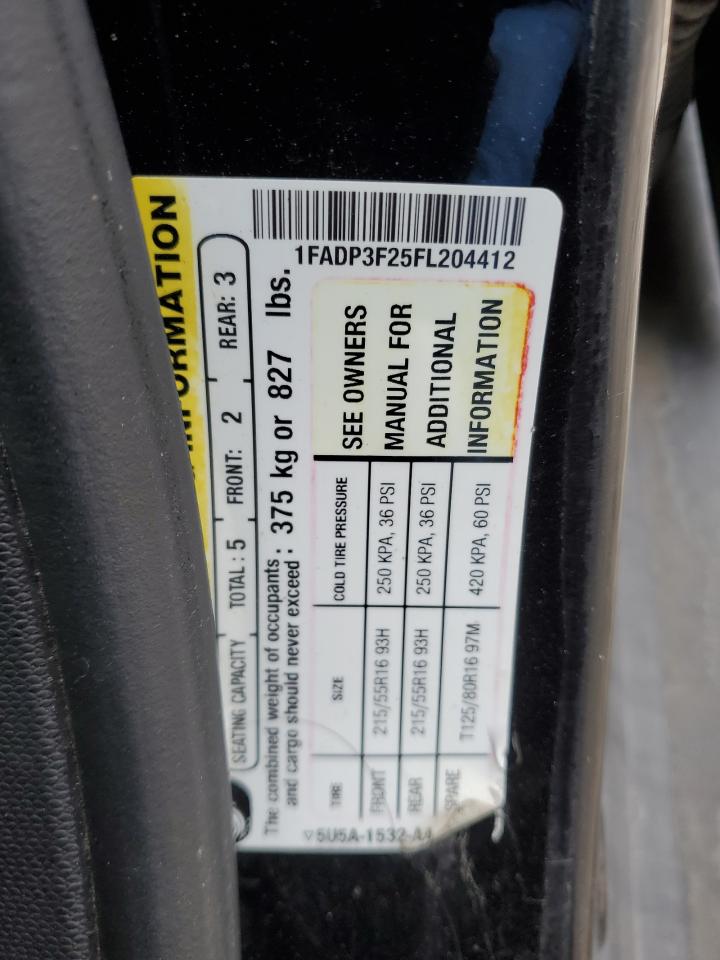 INFORMATION
SEATING CAPACITY TOTAL : 5 FRONT: 2 REAR: 3
The combined weight of occupants
and cargo should never exceed : 375 kg or 827 lbs.
1FADP3F25FL204412
TIRE SIZE COLD TIRE PRESSURE
FRONT 215/55R16 93H 250 KPA, 36 PSI
REAR 215/55R16 93H 250 KPA, 36 PSI
SPARE T125/80R16 97M 420 KPA, 60 PSI
SEE OWNERS
MANUAL FOR
ADDITIONAL
INFORMATION
5U5A-1532-A4